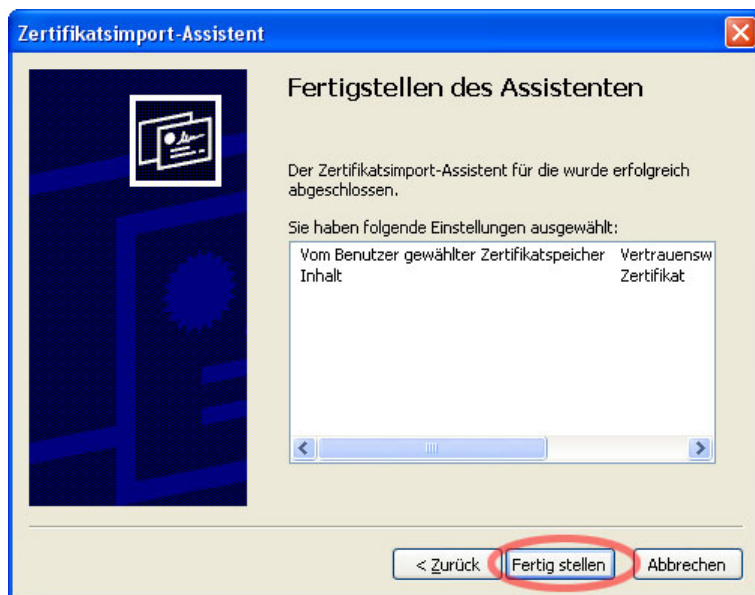 Zertifikatsimport-Assistent
Fertigstellen des Assistenten
Der Zertifikatsimport-Assistent für die wurde erfolgreich
abgeschlossen.
Sie haben folgende Einstellungen ausgewählt:
Vom Benutzer gewählter Zertifikatspeicher Vertrauensw
Inhalt Zertifikat
< Zurück Fertig stellen Abbrechen